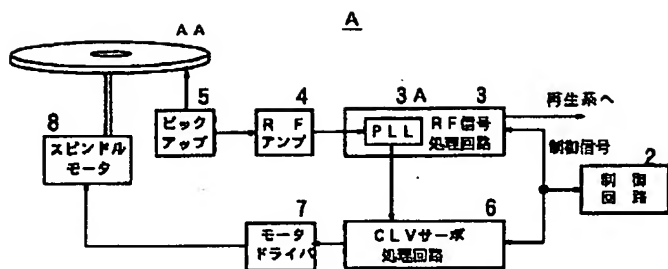 A
AA
5
ピック
アップ
4
RF
アンプ
3A
PLL
3
RF信号
処理回路
再生系へ
制御信号
2
制御
回路
8
スピンドル
モータ
7
モータ
ドライバ
6
CLVサーボ
処理回路